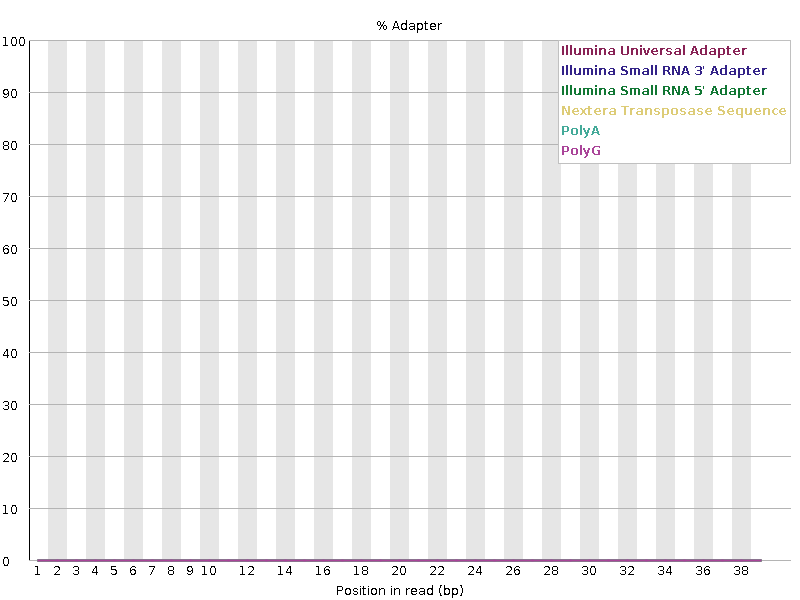 % Adapter
100
90
80
70
60
50
40
30
20
10
0
Illumina Universal Adapter
Illumina Small RNA 3' Adapter
Illumina Small RNA 5' Adapter
Nextera Transposase Sequence
PolyA
PolyG
1 2 3 4 5 6 7 8 9 10 12 14 16 18 20 22 24 26 28 30 32 34 36 38
Position in read (bp)